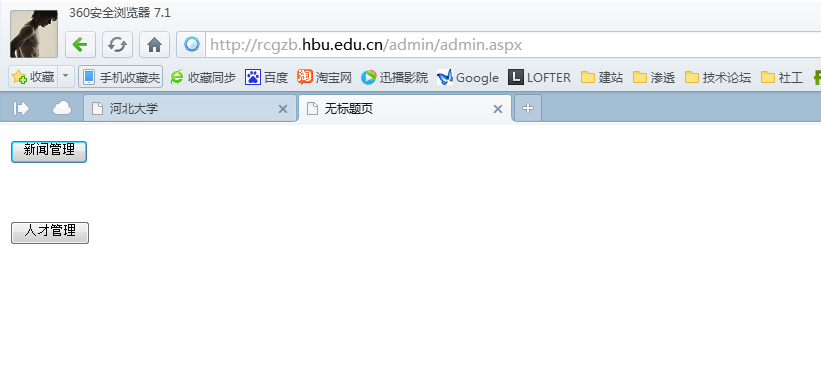 360安全浏览器 7.1
http://rcgzb.hbu.edu.cn/admin/admin.aspx
收藏 手机收藏夹 收藏同步 百度 淘宝网 迅播影院 Google LOFTER 建站 渗透 技术论坛 社工
河北大学 无标题页
新闻管理
人才管理